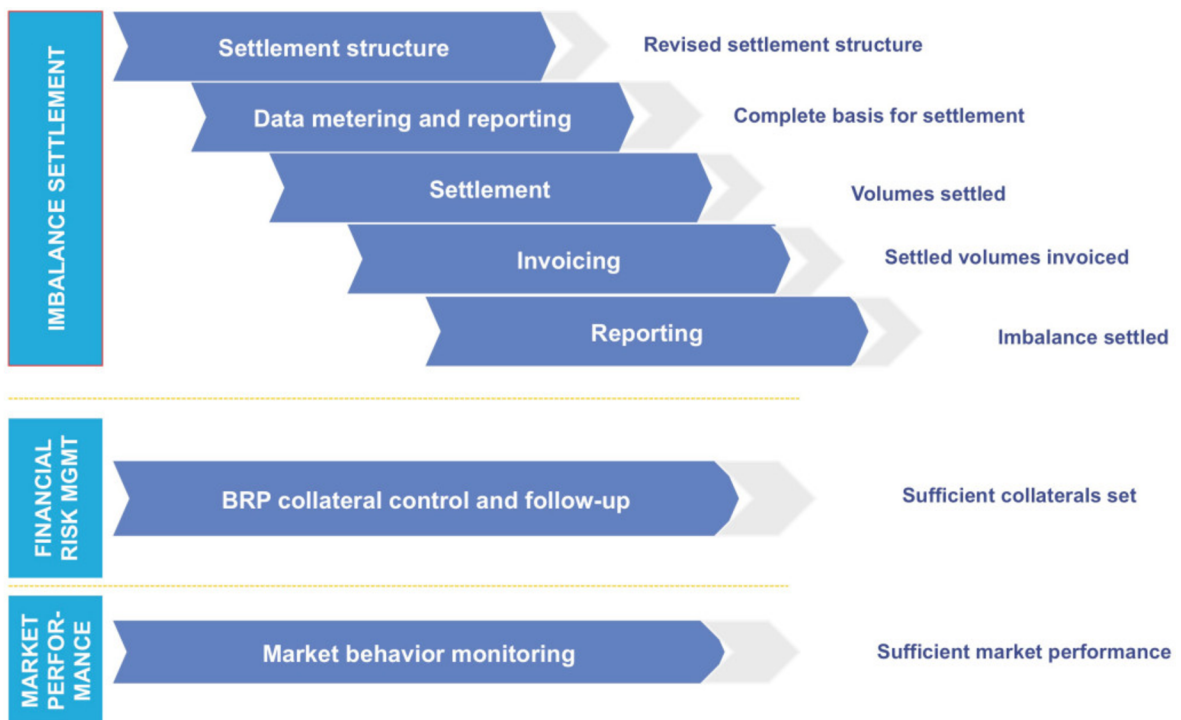 IMBALANCE SETTLEMENT
Settlement structure
Revised settlement structure
Data metering and reporting
Complete basis for settlement
Settlement
Volumes settled
Invoicing
Settled volumes invoiced
Reporting
Imbalance settled
FINANCIAL
RISK MGMT
BRP collateral control and follow-up
Sufficient collaterals set
MARKET
PERFOR-
MANCE
Market behavior monitoring
Sufficient market performance